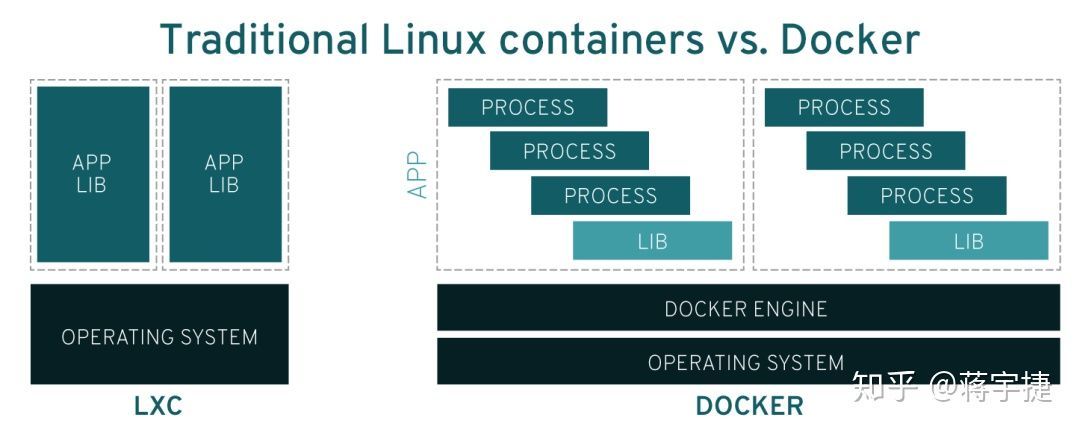 Traditional Linux containers vs. Docker
APP
LIB
APP
LIB
OPERATING SYSTEM
LXC
APP
PROCESS
PROCESS
PROCESS
LIB
PROCESS
PROCESS
PROCESS
LIB
DOCKER ENGINE
OPERATING SYSTEM
DOCKER
知乎 @蒋宇捷